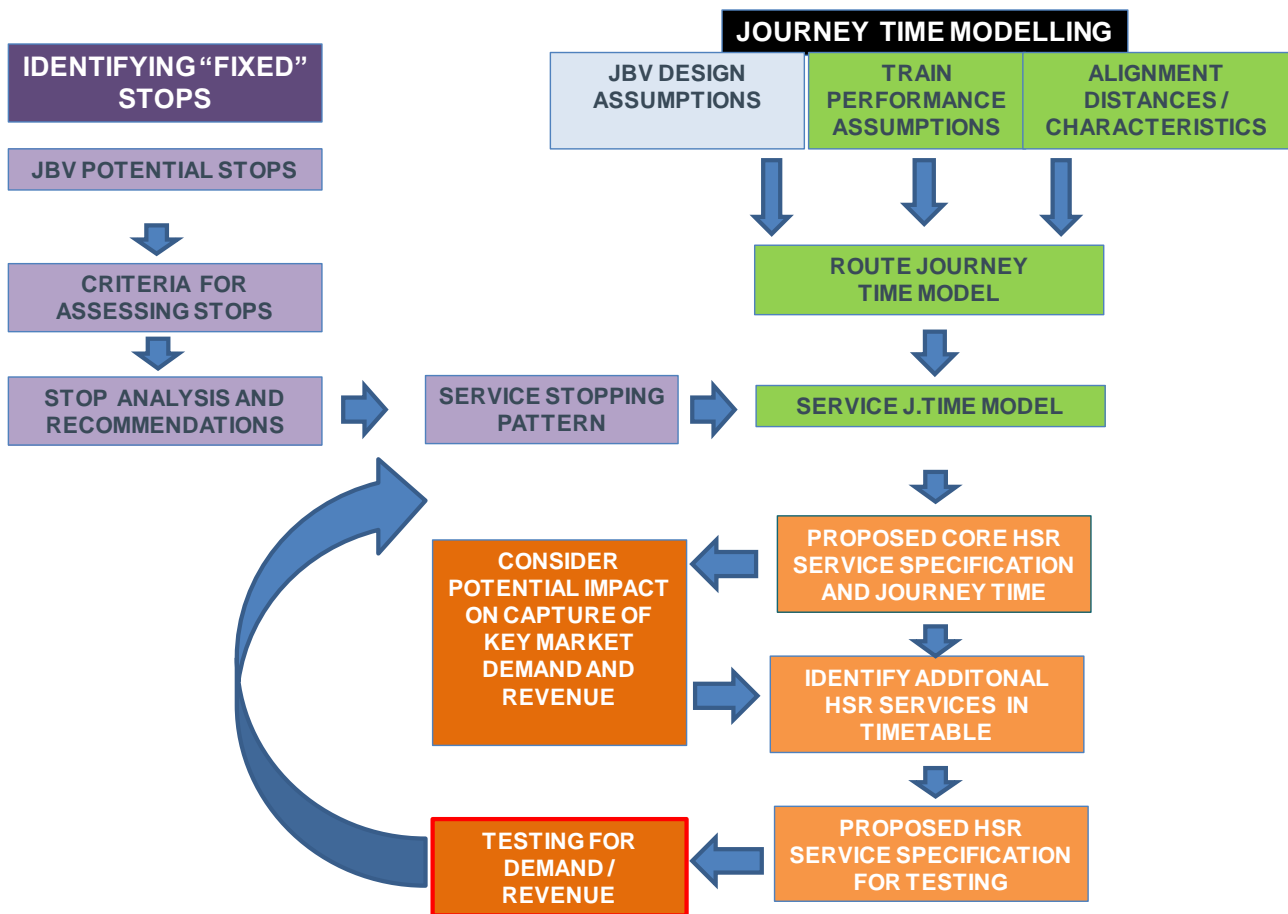 IDENTIFYING “FIXED”
STOPS
JBV POTENTIAL STOPS
CRITERIA FOR
ASSESSING STOPS
STOP ANALYSIS AND
RECOMMENDATIONS
SERVICE STOPPING
PATTERN
JOURNEY TIME MODELLING
JBV DESIGN
ASSUMPTIONS
TRAIN
PERFORMANCE
ASSUMPTIONS
ALIGNMENT
DISTANCES /
CHARACTERISTICS
ROUTE JOURNEY
TIME MODEL
SERVICE J.TIME MODEL
PROPOSED CORE HSR
SERVICE SPECIFICATION
AND JOURNEY TIME
CONSIDER
POTENTIAL IMPACT
ON CAPTURE OF
KEY MARKET
DEMAND AND
REVENUE
IDENTIFY ADDITONAL
HSR SERVICES IN
TIMETABLE
PROPOSED HSR
SERVICE SPECIFICATION
FOR TESTING
TESTING FOR
DEMAND /
REVENUE